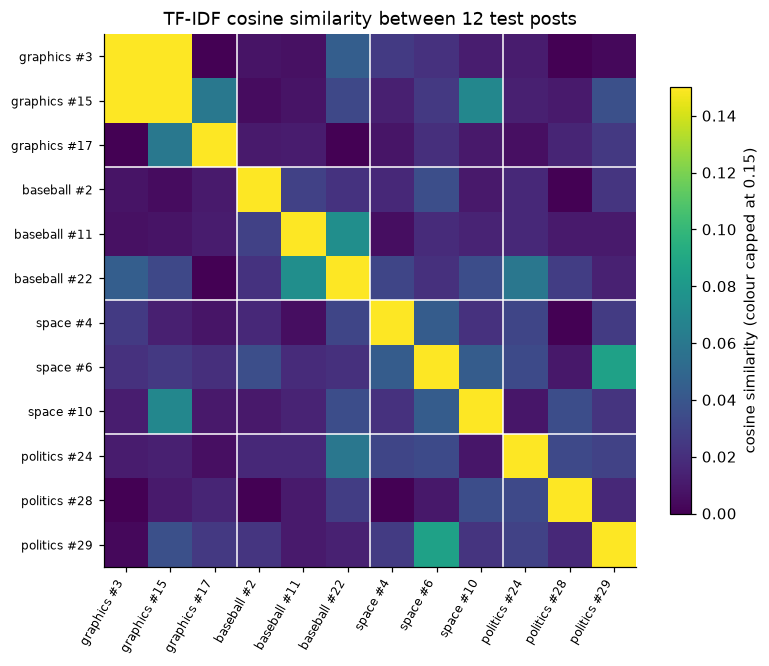 TF-IDF cosine similarity between 12 test posts
graphics #3
graphics #15
graphics #17
baseball #2
baseball #11
baseball #22
space #4
space #6
space #10
politics #24
politics #28
politics #29
graphics #3
graphics #15
graphics #17
baseball #2
baseball #11
baseball #22
space #4
space #6
space #10
politics #24
politics #28
politics #29
0.14
0.12
0.10
0.08
0.06
0.04
0.02
0.00
cosine similarity (colour capped at 0.15)